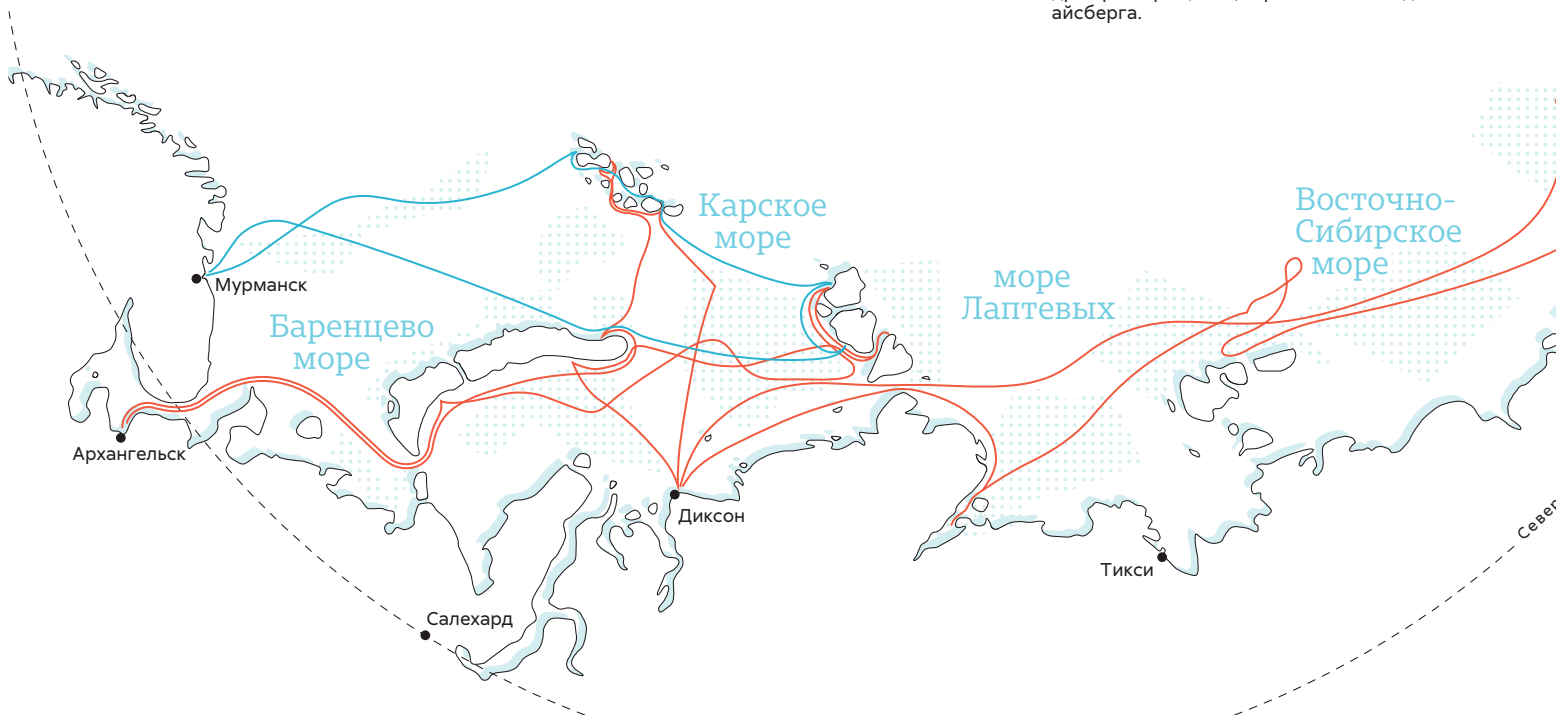 айсберга.
Карское
море
Восточно-
Сибирское
море
море
Лаптевых
Мурманск
Баренцево
море
Архангельск
Диксон
Тикси
Салехард